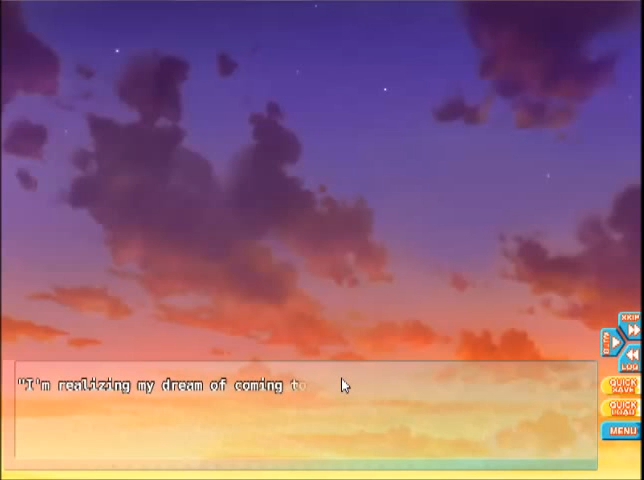 "I'm realizing my dream of coming to
SKIP
AUTO
LOG
QUICK
SAVE
QUICK
LOAD
MENU